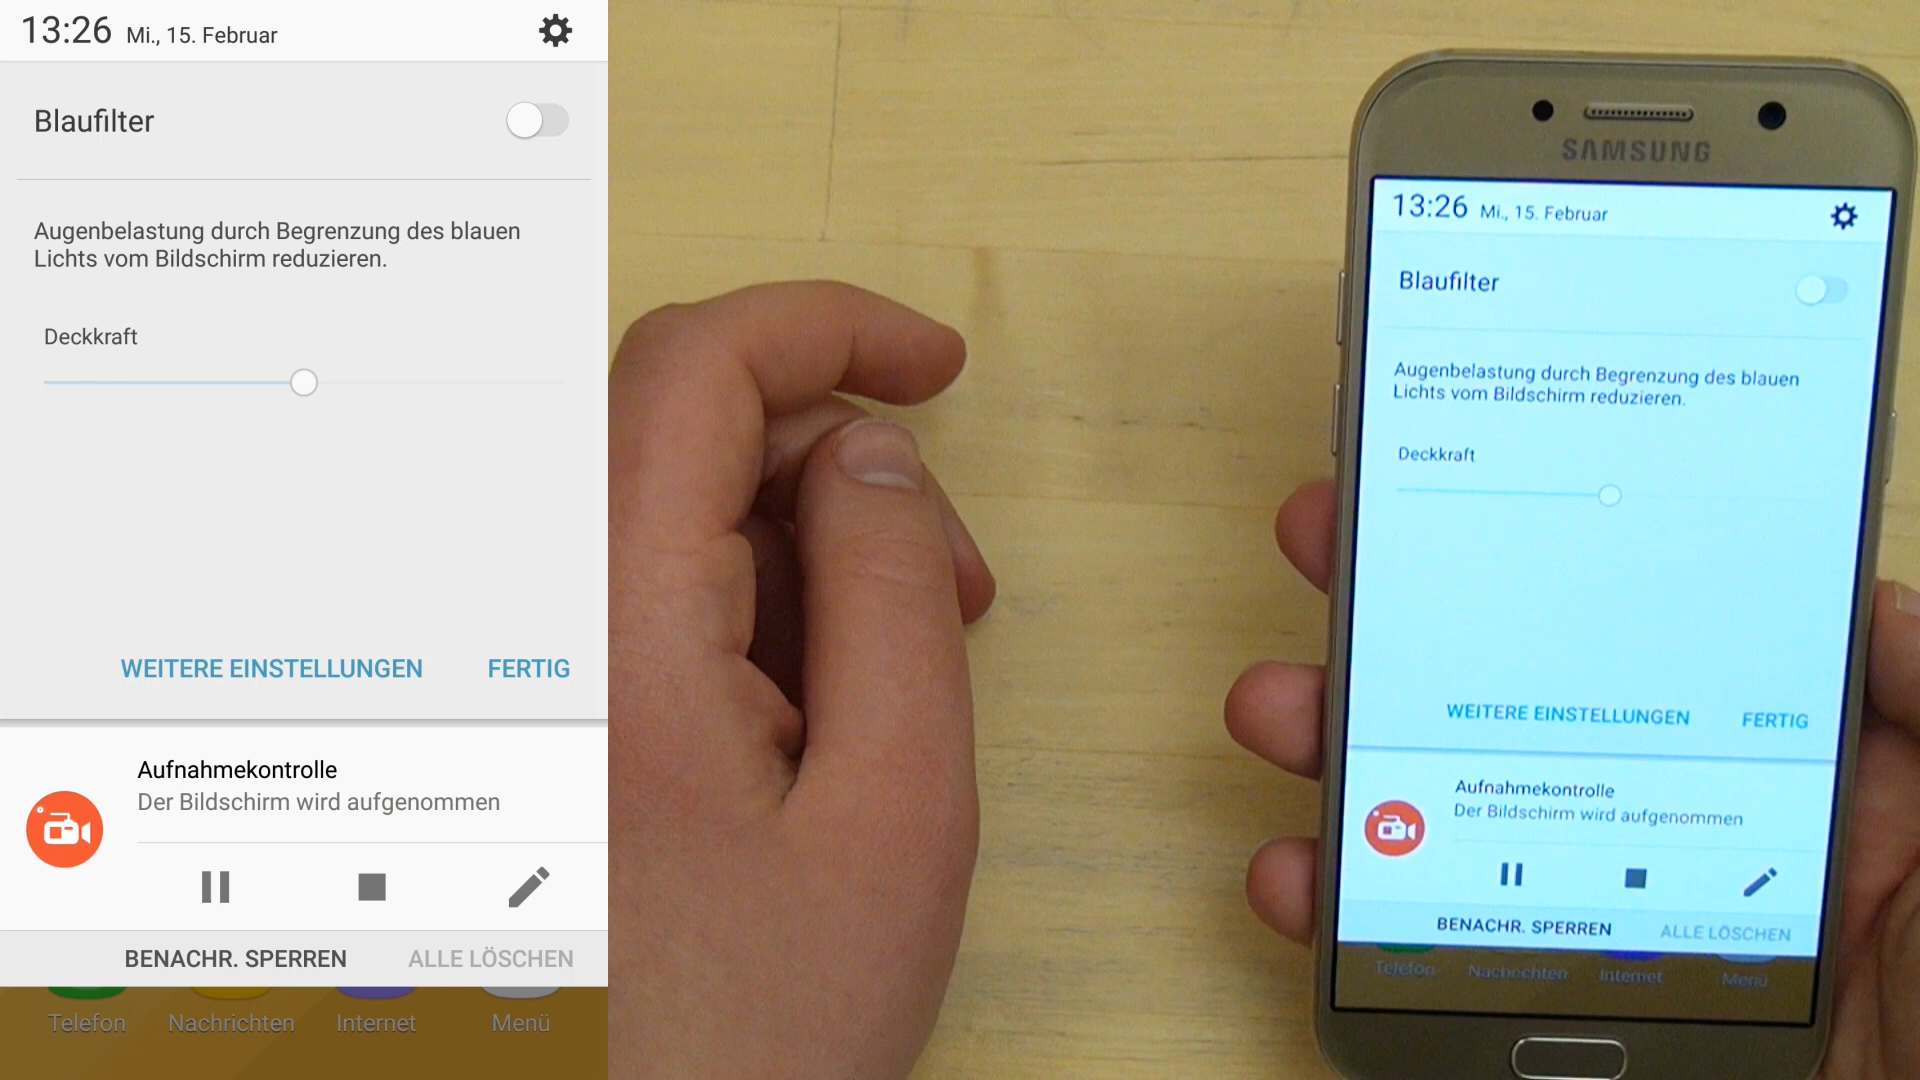 13:26 Mi., 15. Februar
Blaufilter
Augenbelastung durch Begrenzung des blauen
Lichts vom Bildschirm reduzieren.
Deckkraft
WEITERE EINSTELLUNGEN FERTIG
Aufnahmekontrolle
Der Bildschirm wird aufgenommen
BENACHR. SPERREN ALLE LÖSCHEN
Telefon Nachrichten Internet Menü
SAMSUNG
13:26 Mi., 15. Februar
Blaufilter
Augenbelastung durch Begrenzung des blauen
Lichts vom Bildschirm reduzieren.
Deckkraft
WEITERE EINSTELLUNGEN FERTIG
Aufnahmekontrolle
Der Bildschirm wird aufgenommen
BENACHR. SPERREN ALLE LÖSCHEN
Telefon Nachrichten Internet Menü